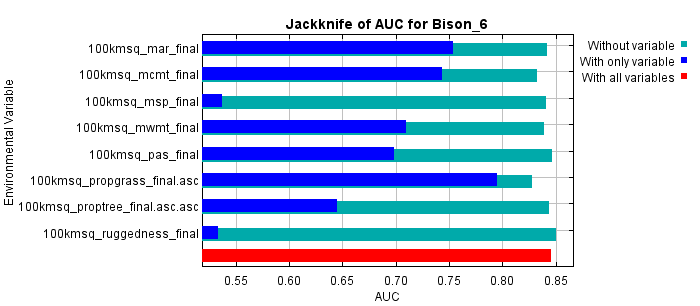 Jackknife of AUC for Bison_6
Environmental Variable
100kmsq_mar_final
100kmsq_mcmt_final
100kmsq_msp_final
100kmsq_mwmt_final
100kmsq_pas_final
100kmsq_propgrass_final.asc
100kmsq_proptree_final.asc.asc
100kmsq_ruggedness_final
0.55 0.60 0.65 0.70 0.75 0.80 0.85
AUC
Without variable
With only variable
With all variables